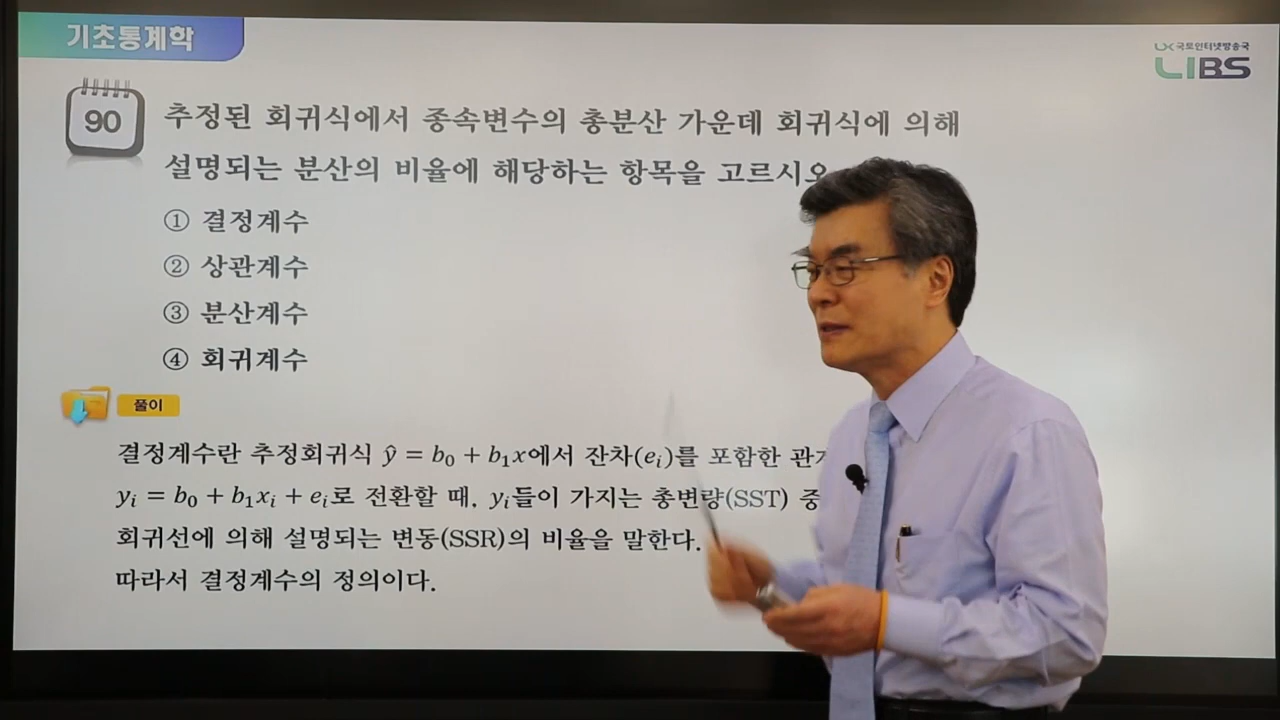 기초통계학
LX 국토인터넷방송국
LIBS
90
추정된 회귀식에서 종속변수의 총분산 가운데 회귀식에 의해
설명되는 분산의 비율에 해당하는 항목을
① 결정계수
② 상관계수
③ 분산계수
④ 회귀계수
풀이
결정계수란 추정회귀식 ŷ = b₀ + b₁x에서 잔차(eᵢ)를 포함한
yᵢ = b₀ + b₁xᵢ + eᵢ로 전환할 때, yᵢ들이 가지는 총변량(SST) 중
회귀선에 의해 설명되는 변동(SSR)의 비율을 말한다.
따라서 결정계수의 정의이다.